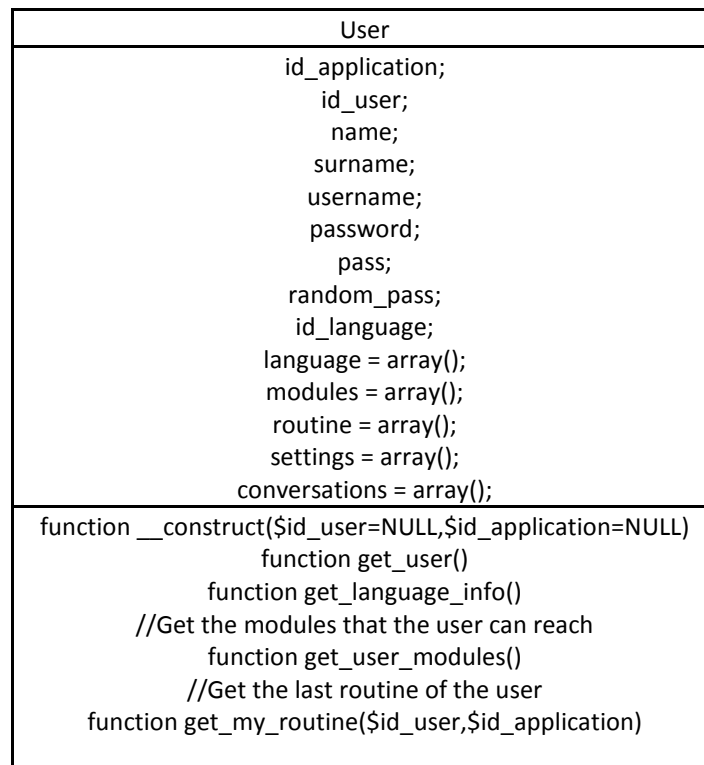 User
id_application;
id_user;
name;
surname;
username;
password;
pass;
random_pass;
id_language;
language = array();
modules = array();
routine = array();
settings = array();
conversations = array();
function __construct($id_user=NULL,$id_application=NULL)
function get_user()
function get_language_info()
//Get the modules that the user can reach
function get_user_modules()
//Get the last routine of the user
function get_my_routine($id_user,$id_application)